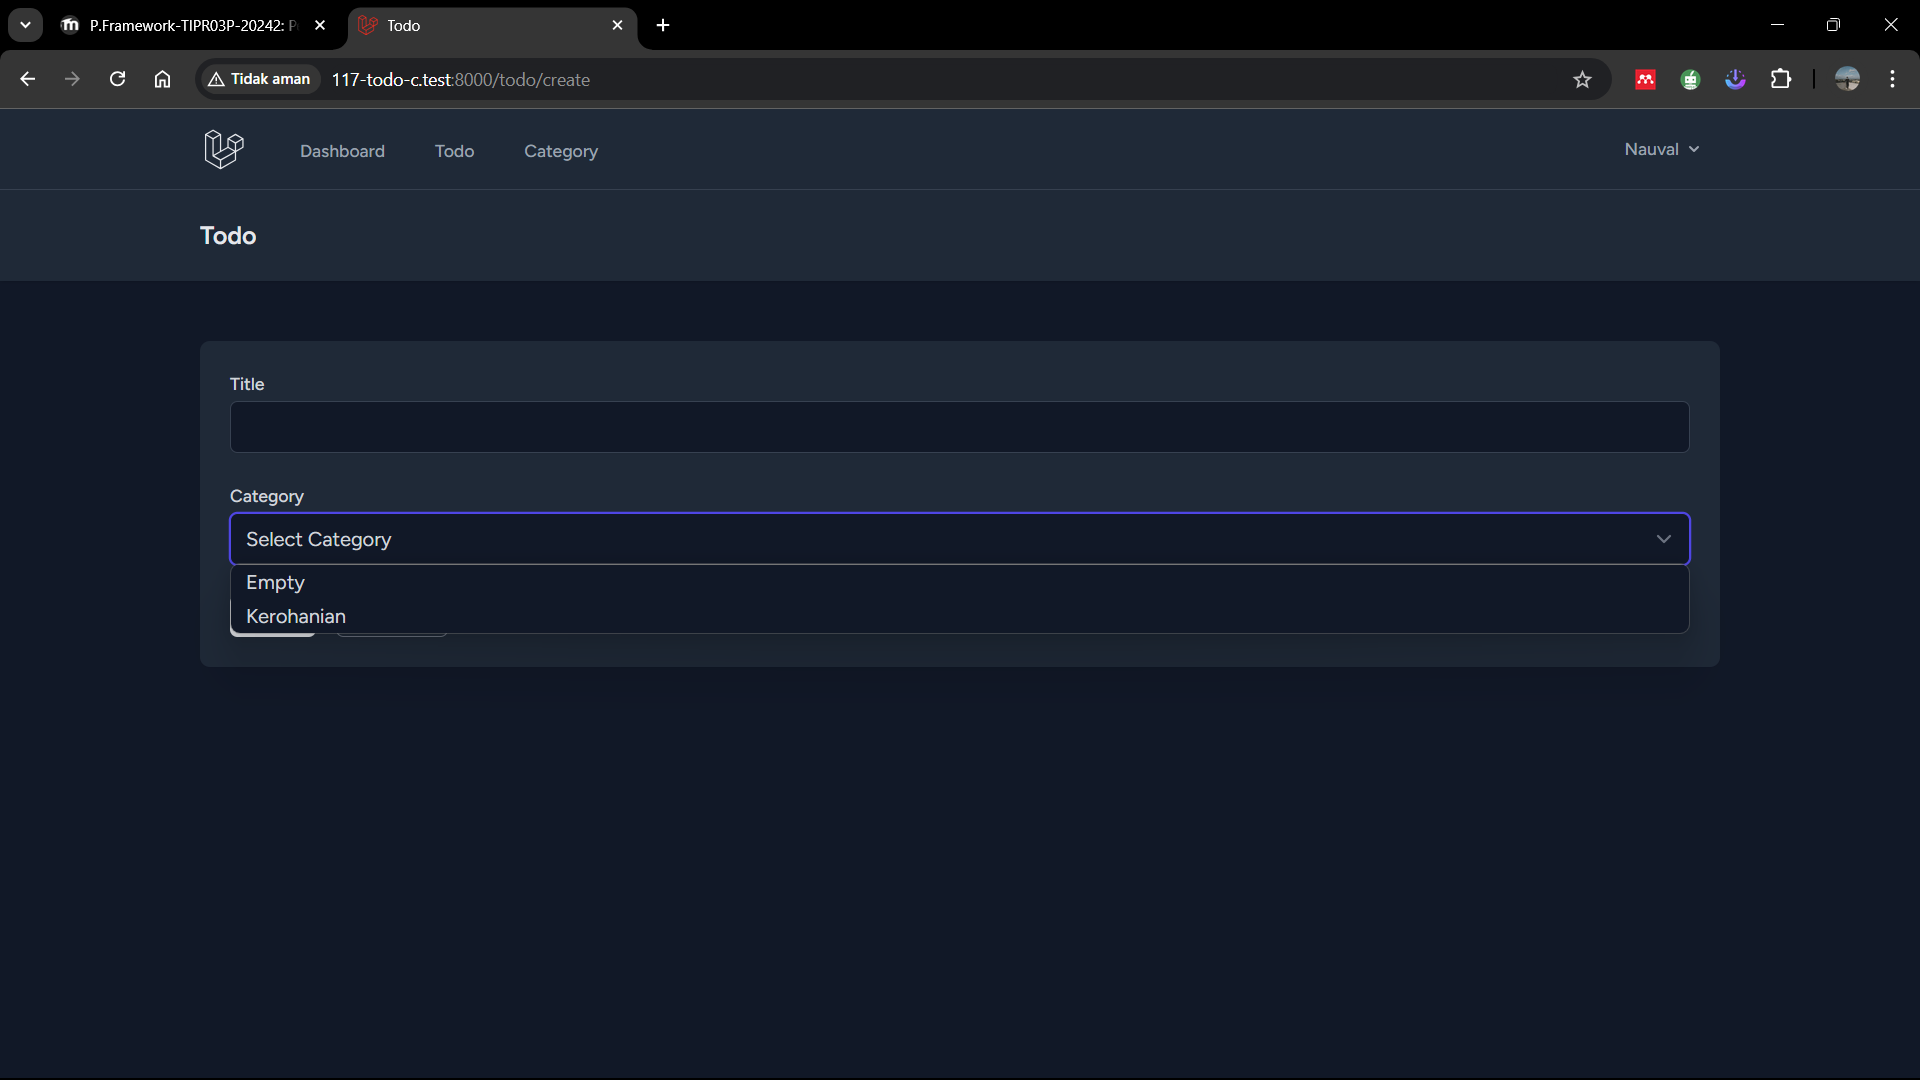 P.Framework-TIPR03P-20242:
Todo
Tidak aman
117-todo-c.test:8000/todo/create
Dashboard
Todo
Category
Nauval
Todo
Title
Category
Select Category
Empty
Kerohanian